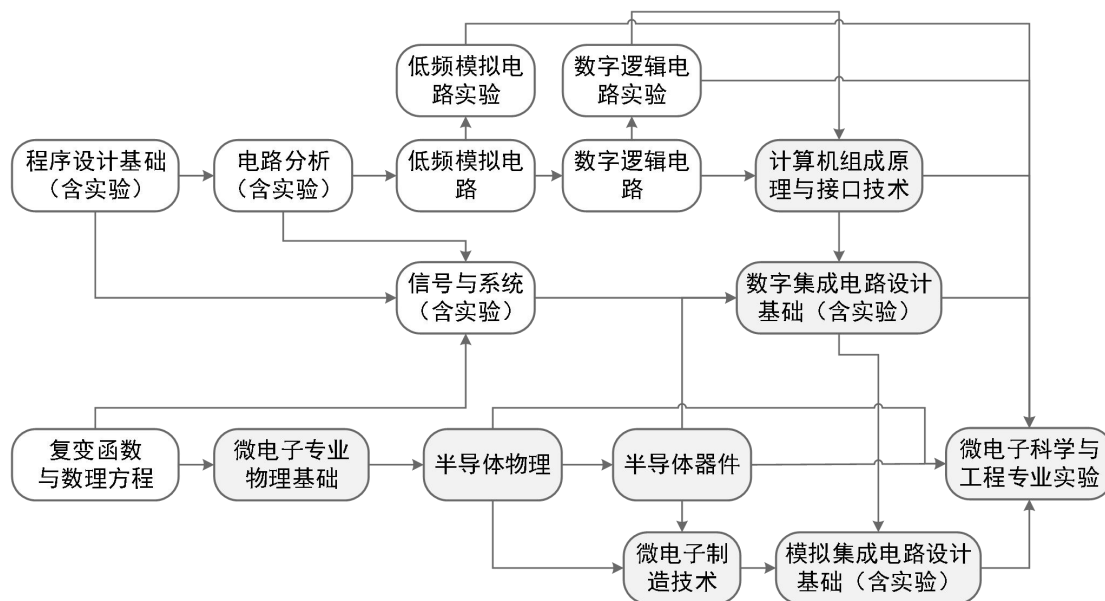 低频模拟电
路实验
数字逻辑电
路实验
程序设计基础
（含实验）
电路分析
（含实验）
低频模拟电
路
数字逻辑电
路
计算机组成原
理与接口技术
信号与系统
（含实验）
数字集成电路设计
基础（含实验）
复变函数
与数理方程
微电子专业
物理基础
半导体物理
半导体器件
微电子科学与
工程专业实验
微电子制
造技术
模拟集成电路设计
基础（含实验）